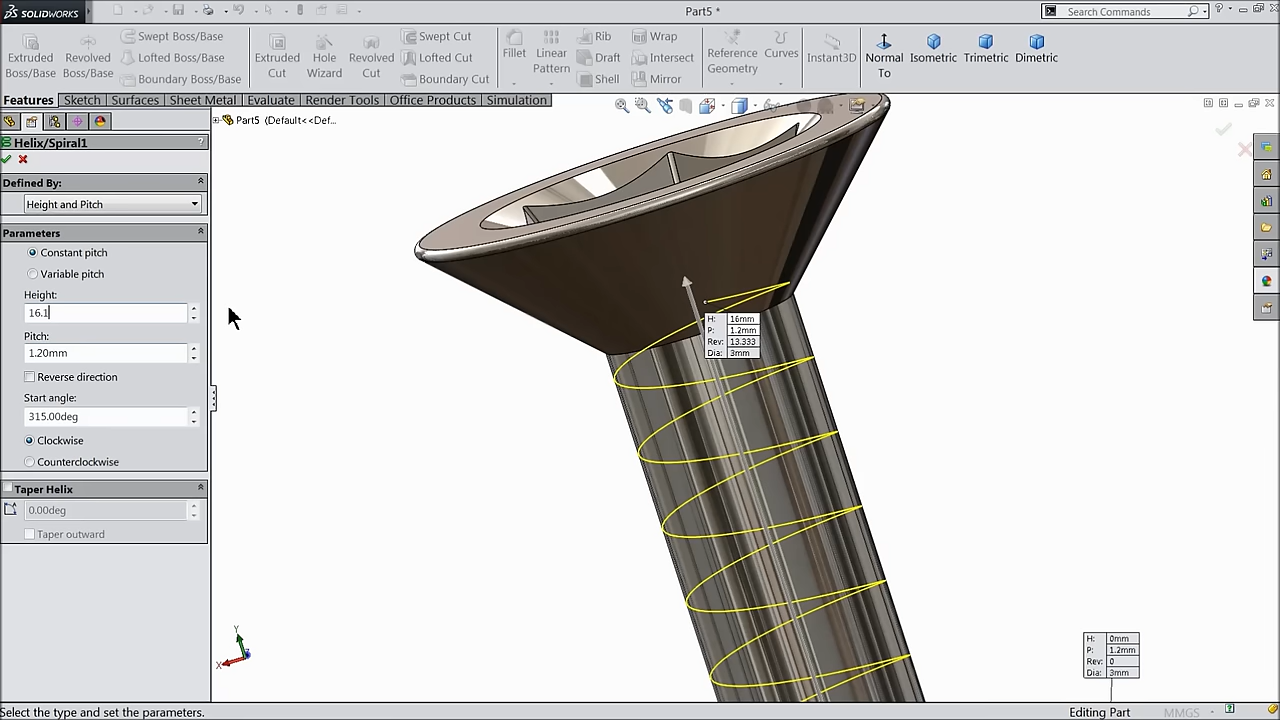 SOLIDWORKS
Part5 *
Search Commands
Extruded Boss/Base
Revolved Boss/Base
Swept Boss/Base
Lofted Boss/Base
Boundary Boss/Base
Extruded Cut
Hole Wizard
Revolved Cut
Swept Cut
Lofted Cut
Boundary Cut
Fillet
Linear Pattern
Rib
Draft
Shell
Wrap
Intersect
Mirror
Reference Geometry
Curves
Instant3D
Normal To
Isometric
Trimetric
Dimetric
Features
Sketch
Surfaces
Sheet Metal
Evaluate
Render Tools
Office Products
Simulation
Part5 (Default<<Def...
Helix/Spiral1
?
Defined By:
Height and Pitch
Parameters
Constant pitch
Variable pitch
Height:
16.1
Pitch:
1.20mm
Reverse direction
Start angle:
315.00deg
Clockwise
Counterclockwise
Taper Helix
0.00deg
Taper outward
H: 16mm
P: 1.2mm
Rev: 13.333
Dia: 3mm
H: 0mm
P: 1.2mm
Rev: 0
Dia: 3mm
Y
X
Z
Select the type and set the parameters.
Editing Part
MMGS